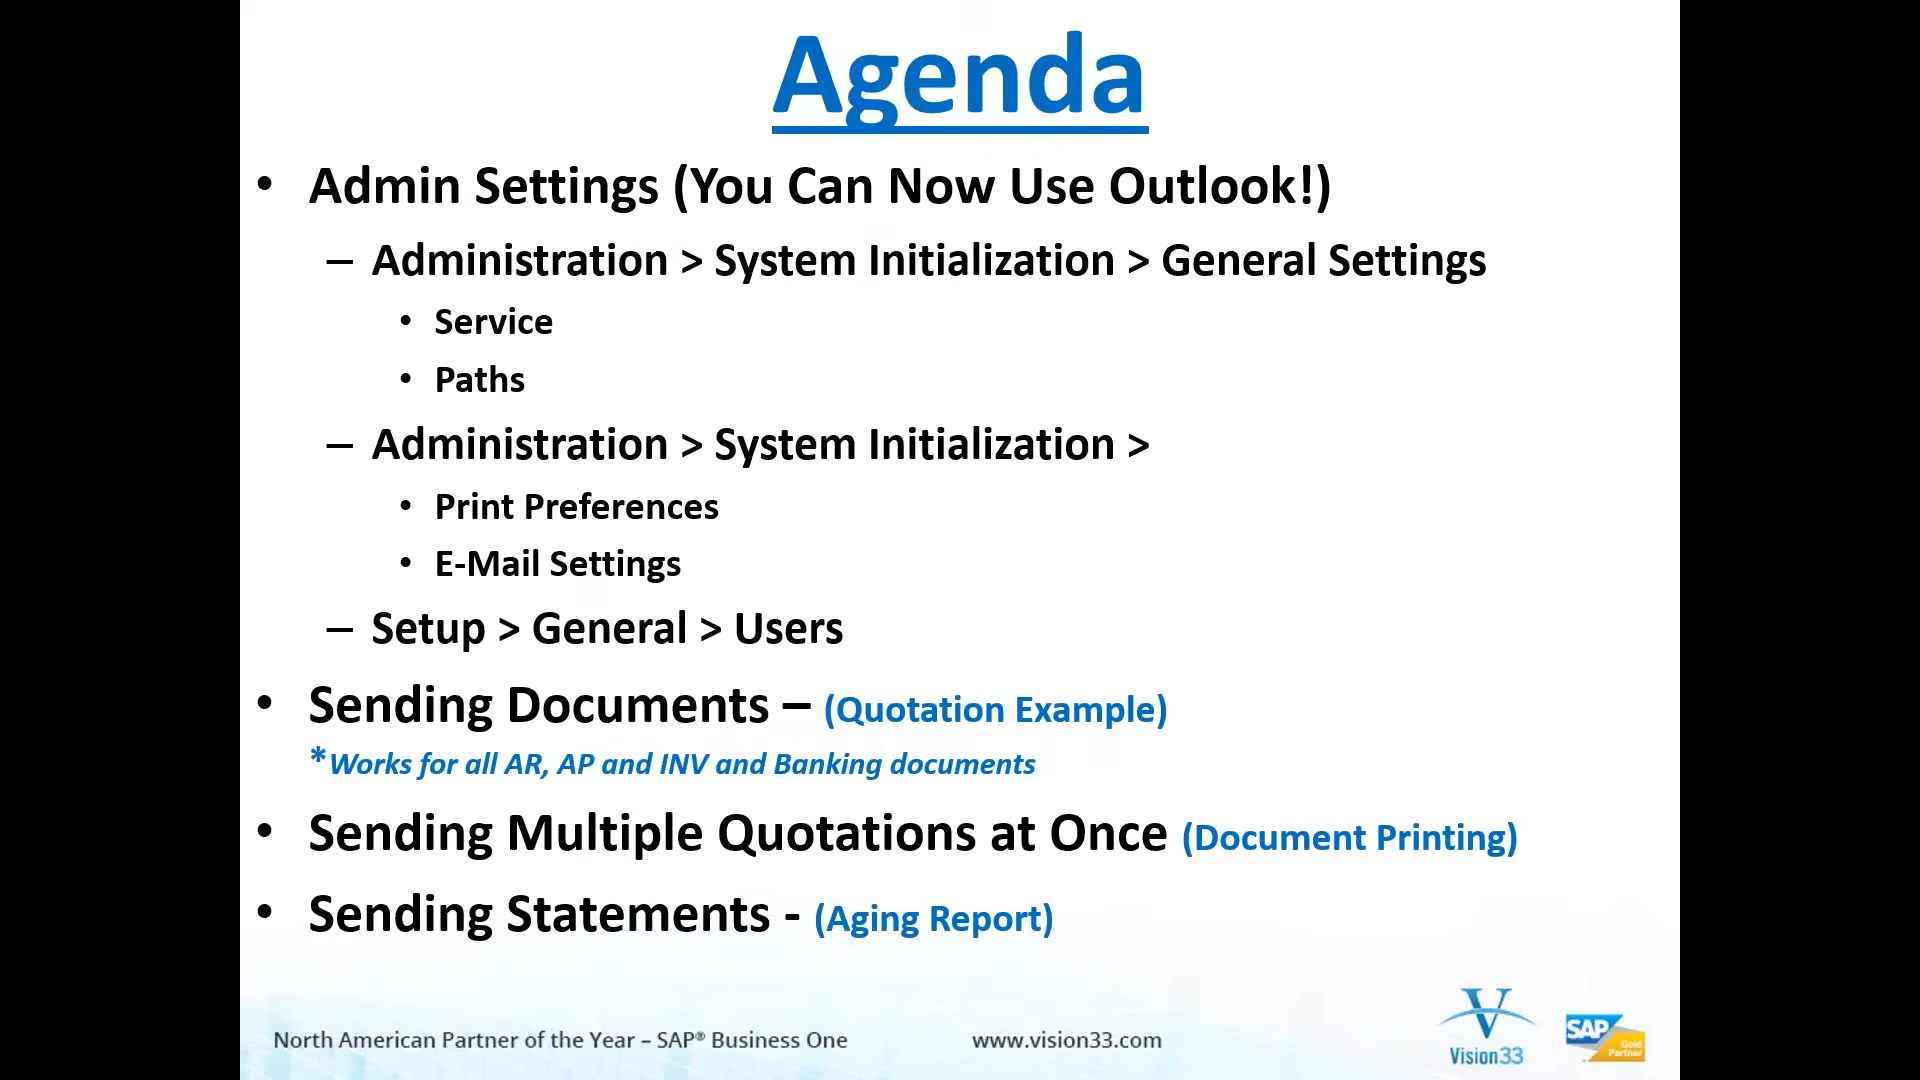 Agenda
• Admin Settings (You Can Now Use Outlook!)
– Administration > System Initialization > General Settings
• Service
• Paths
– Administration > System Initialization >
• Print Preferences
• E-Mail Settings
– Setup > General > Users
• Sending Documents – (Quotation Example)
*Works for all AR, AP and INV and Banking documents
• Sending Multiple Quotations at Once (Document Printing)
• Sending Statements - (Aging Report)
North American Partner of the Year – SAP® Business One www.vision33.com
V
Vision33
SAP
Gold
Partner